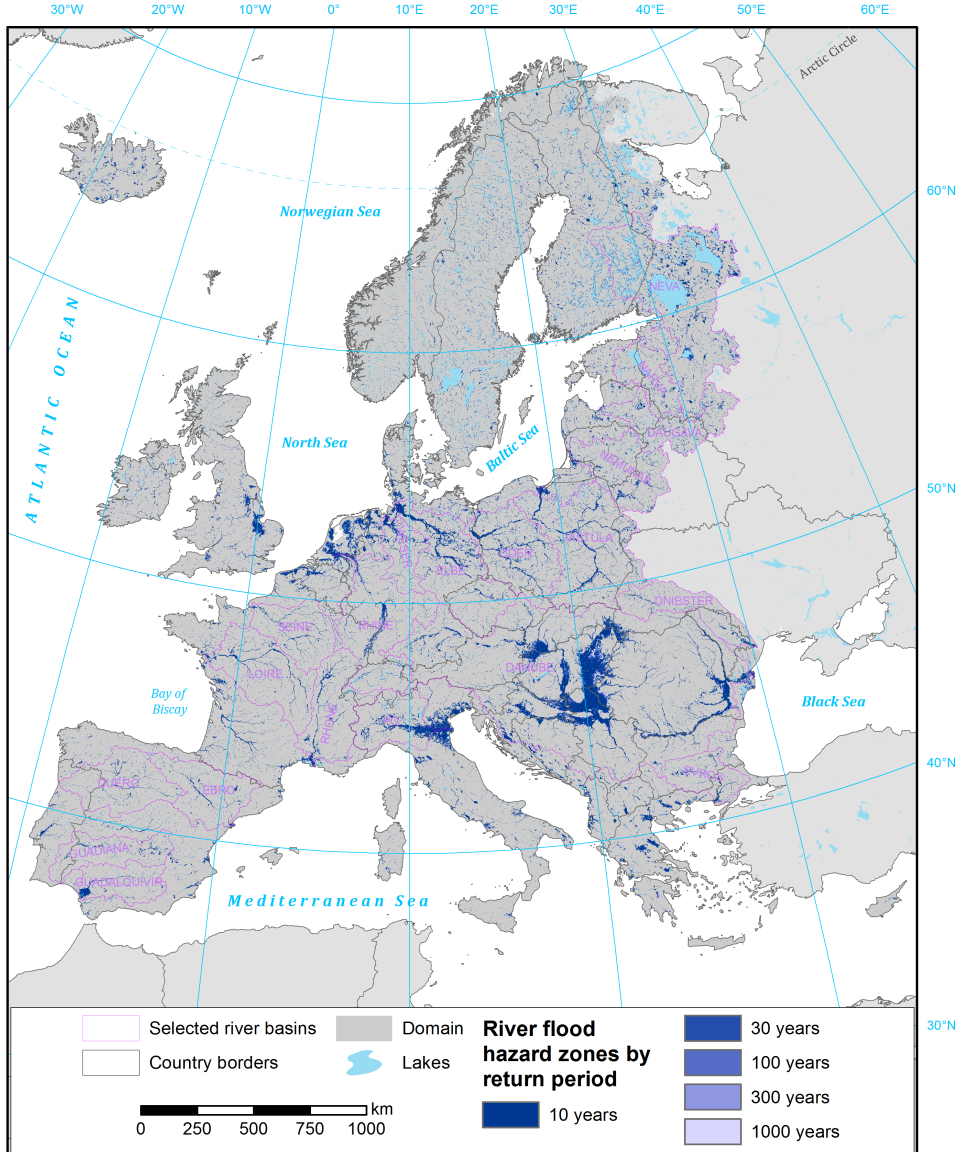 30°W 20°W 10°W 0° 10°E 20°E 30°E 40°E 50°E 60°E
Arctic Circle
60°N
Norwegian Sea
NEVA
ATLANTIC OCEAN
North Sea
Baltic Sea
DAUGAVA
NEMUNAS
50°N
VISTULA
ODER
ELBE
DNIESTER
SEINE
RHINE
DANUBE
LOIRE
Bay of
Biscay
Black Sea
RHONE
40°N
DUERO
EBRO
GUADIANA
GUADALQUIVIR
Mediterranean Sea
30°N
Selected river basins
Country borders
Domain
Lakes
River flood
hazard zones by
return period
10 years
30 years
100 years
300 years
1000 years
km
0 250 500 750 1000